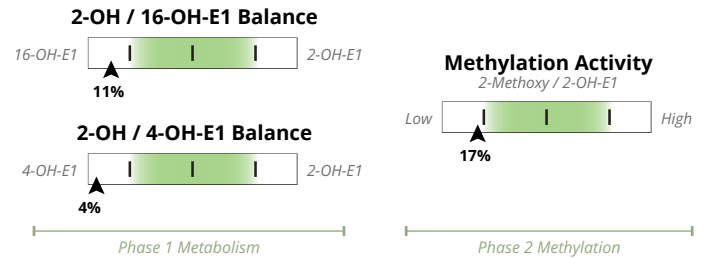 2-OH / 16-OH-E1 Balance
16-OH-E1
2-OH-E1
11%
2-OH / 4-OH-E1 Balance
4-OH-E1
2-OH-E1
4%
Phase 1 Metabolism
Methylation Activity
2-Methoxy / 2-OH-E1
Low
High
17%
Phase 2 Methylation